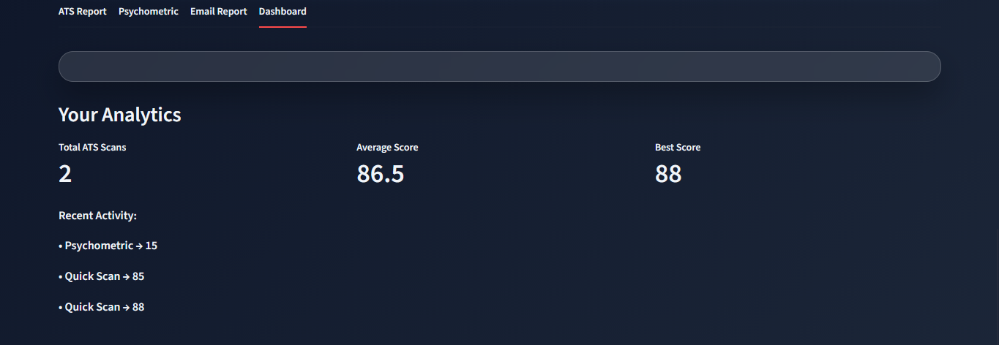 ATS Report Psychometric Email Report Dashboard
Your Analytics
Total ATS Scans Average Score Best Score
2 86.5 88
Recent Activity:
• Psychometric → 15
• Quick Scan → 85
• Quick Scan → 88